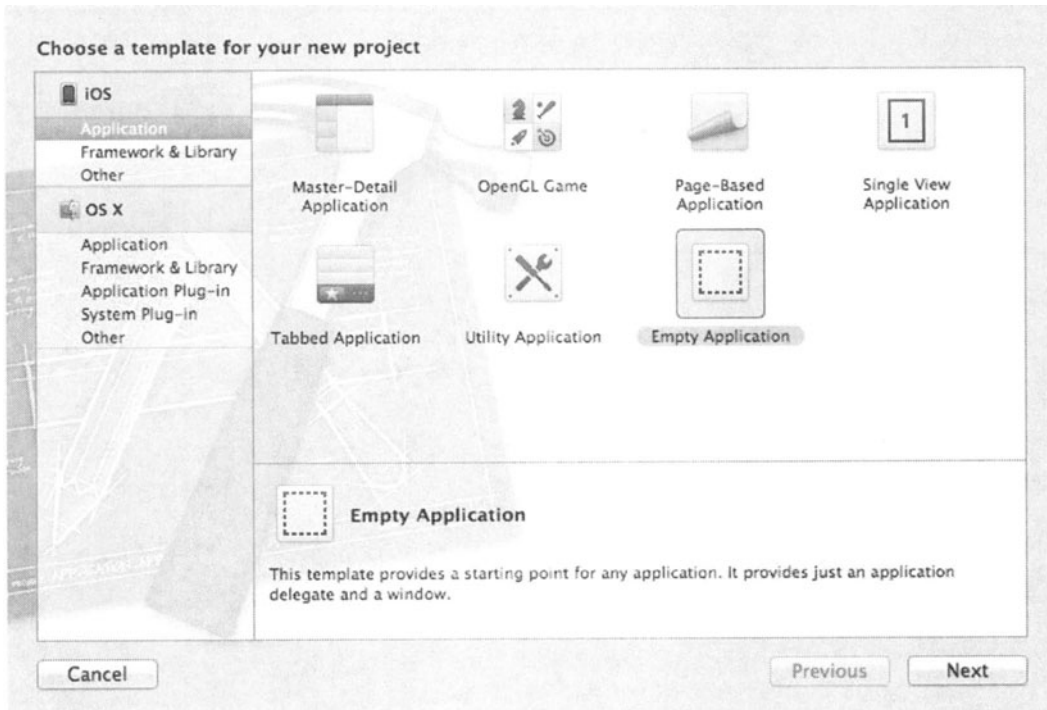 Choose a template for your new project
iOS
Application
Framework & Library
Other
OS X
Application
Framework & Library
Application Plug-in
System Plug-in
Other
Master-Detail
Application
OpenGL Game
Page-Based
Application
1
Single View
Application
Tabbed Application
Utility Application
Empty Application
Empty Application
This template provides a starting point for any application. It provides just an application
delegate and a window.
Cancel
Previous
Next